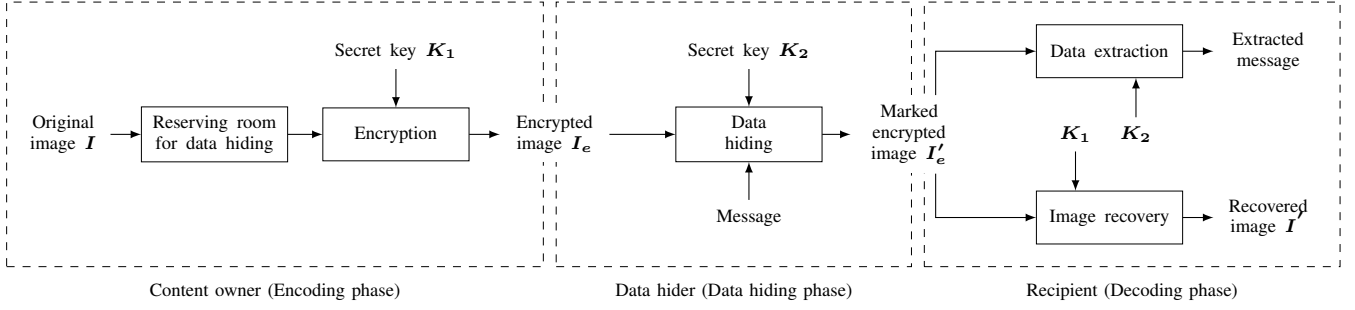 Secret key K₁
Original
image I
Reserving room
for data hiding
Encryption
Encrypted
image Iₑ
Content owner (Encoding phase)
Secret key K₂
Data
hiding
Message
Marked
encrypted
image I′ₑ
Data hider (Data hiding phase)
Data extraction
Extracted
message
K₁
K₂
Image recovery
Recovered
image I′
Recipient (Decoding phase)